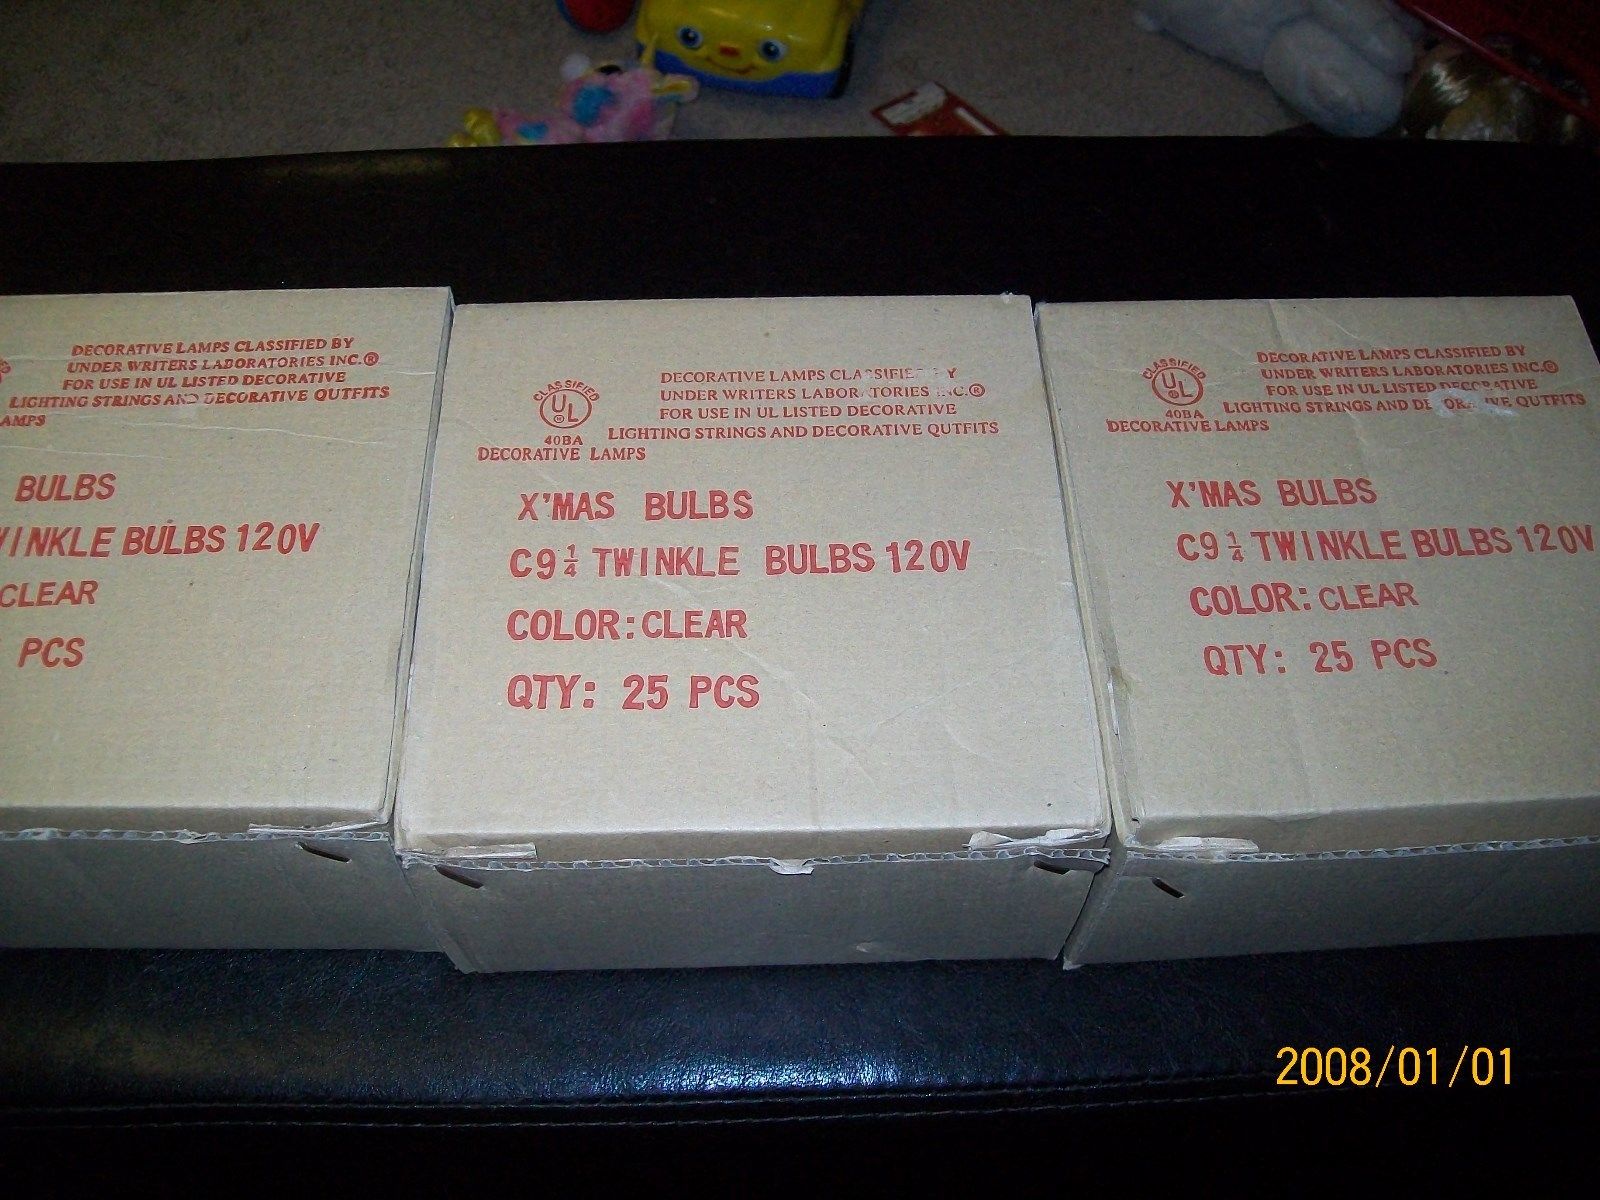 DECORATIVE LAMPS CLASSIFIED BY
UNDER WRITERS LABORATORIES INC.®
FOR USE IN UL LISTED DECORATIVE
LIGHTING STRINGS AND DECORATIVE QUTFITS
AMPS
BULBS
INKLE BULBS 120V
CLEAR
PCS
CLASSIFIED
UL
®
40BA
DECORATIVE LAMPS
DECORATIVE LAMPS CLASSIFIED BY
UNDER WRITERS LABORATORIES INC.®
FOR USE IN UL LISTED DECORATIVE
LIGHTING STRINGS AND DECORATIVE QUTFITS
X'MAS BULBS
C9 1/4 TWINKLE BULBS 120V
COLOR: CLEAR
QTY: 25 PCS
CLASSIFIED
UL
®
40BA
DECORATIVE LAMPS
DECORATIVE LAMPS CLASSIFIED BY
UNDER WRITERS LABORATORIES INC.®
FOR USE IN UL LISTED DECORATIVE
LIGHTING STRINGS AND DECORATIVE QUTFITS
X'MAS BULBS
C9 1/4 TWINKLE BULBS 120V
COLOR: CLEAR
QTY: 25 PCS
2008/01/01